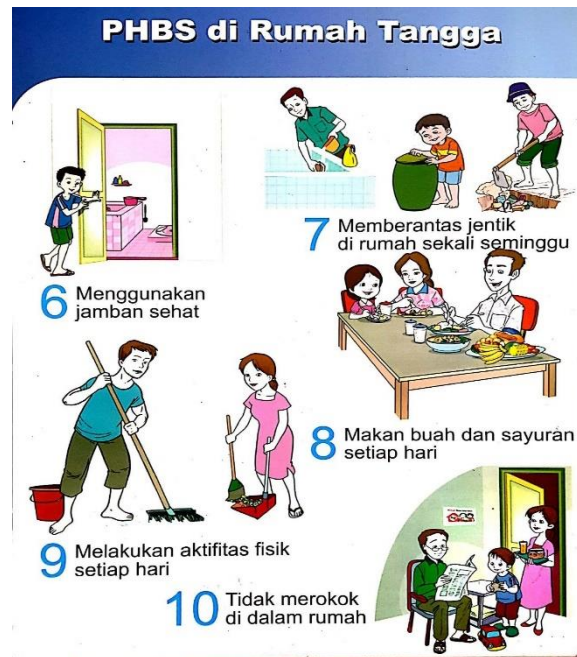 PHBS di Rumah Tangga
6 Menggunakan
jamban sehat
7 Memberantas jentik
di rumah sekali seminggu
8 Makan buah dan sayuran
setiap hari
9 Melakukan aktifitas fisik
setiap hari
10 Tidak merokok
di dalam rumah